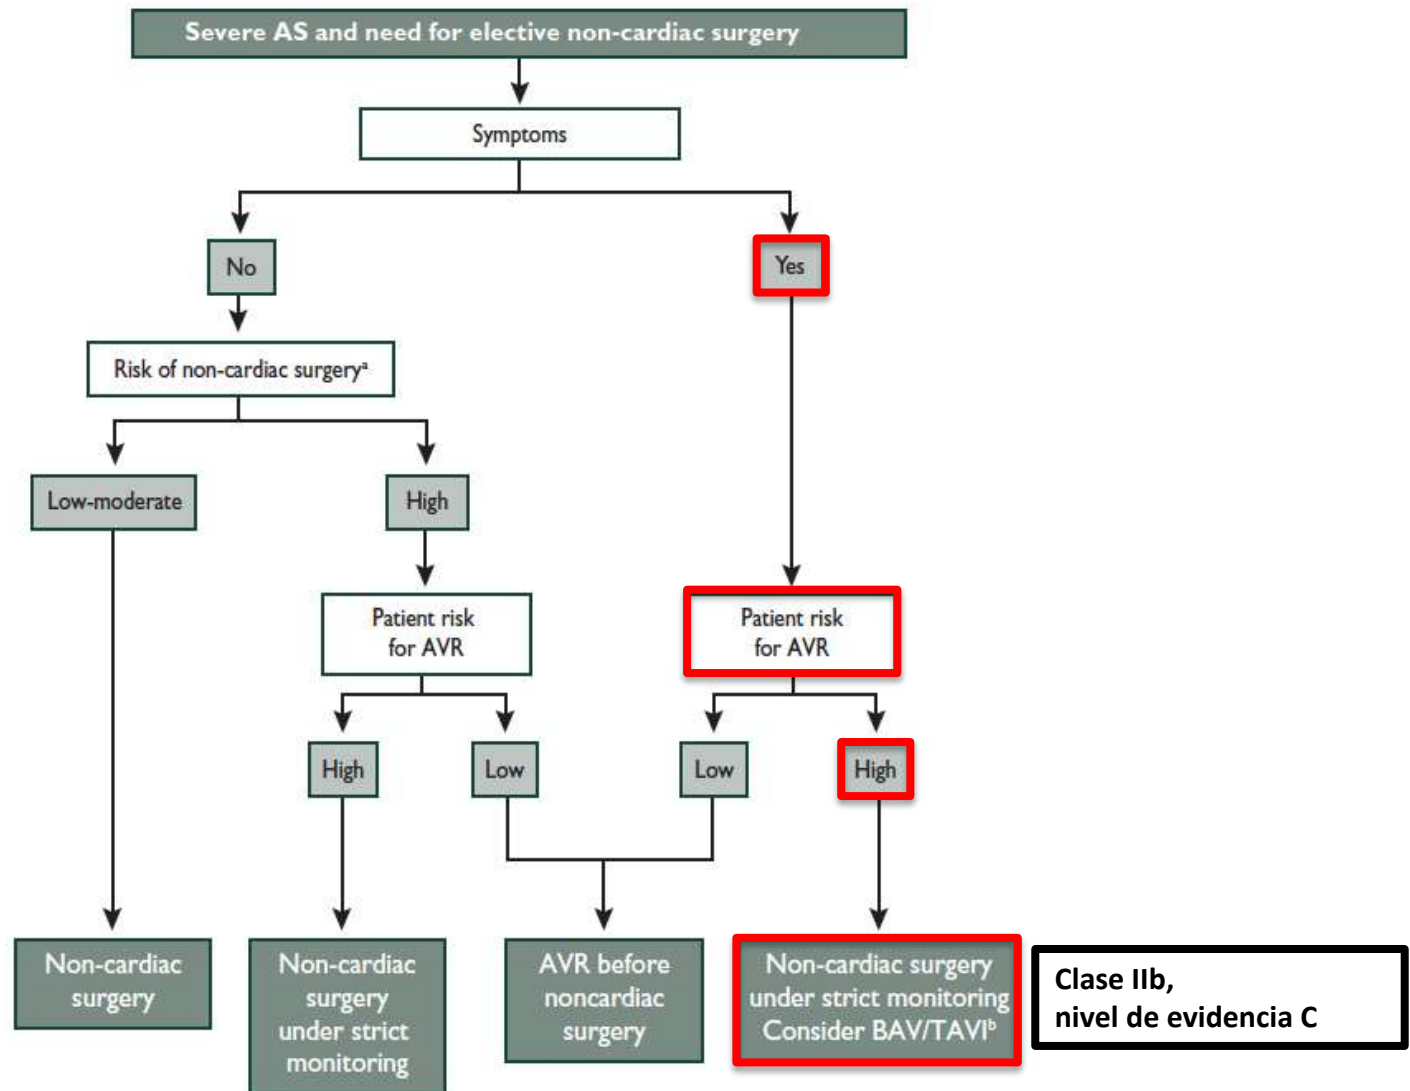 Severe AS and need for elective non-cardiac surgery
Symptoms
No
Yes
Risk of non-cardiac surgeryᵃ
Low-moderate
High
Patient risk
for AVR
Patient risk
for AVR
High
Low
Low
High
Non-cardiac
surgery
Non-cardiac
surgery
under strict
monitoring
AVR before
noncardiac
surgery
Non-cardiac surgery
under strict monitoring
Consider BAV/TAVIᵇ
Clase IIb,
nivel de evidencia C